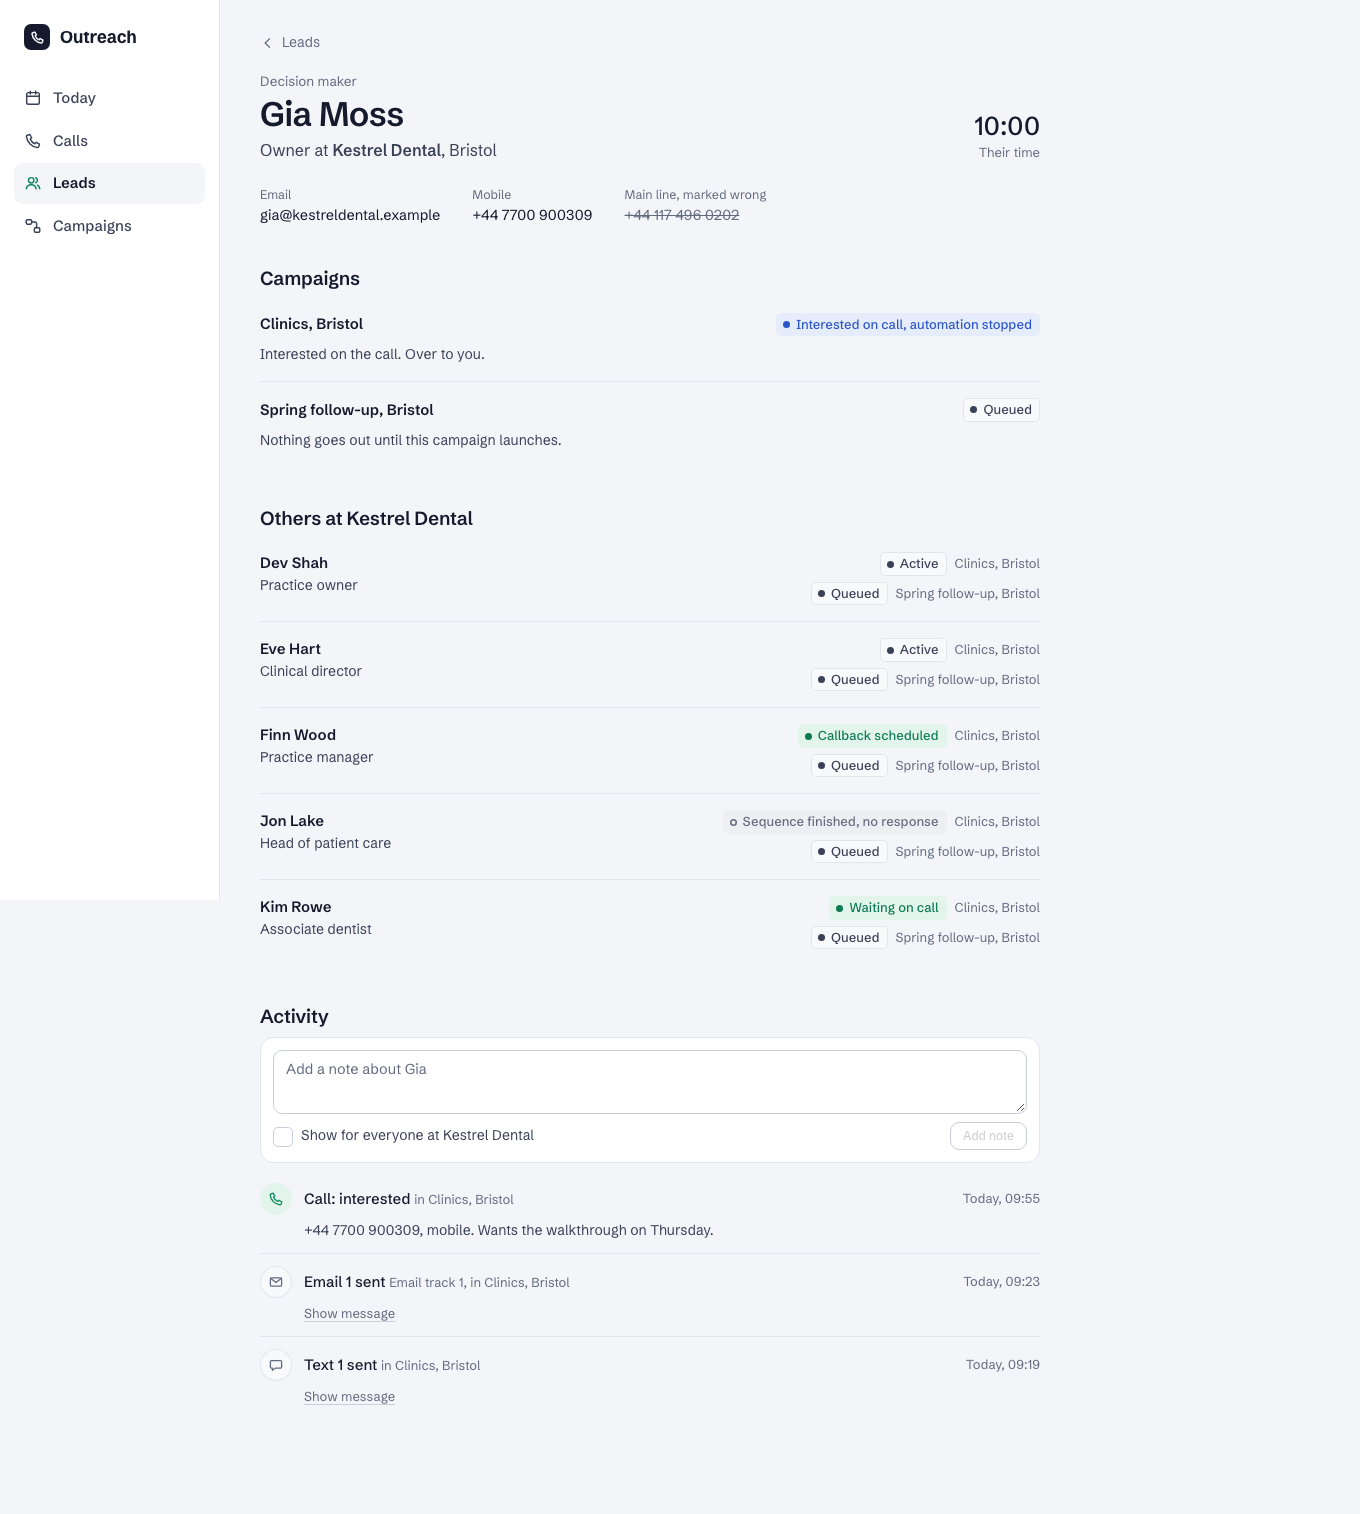 Outreach
Today
Calls
Leads
Campaigns
Leads
Decision maker
Gia Moss
Owner at Kestrel Dental, Bristol
10:00
Their time
Email
gia@kestreldental.example
Mobile
+44 7700 900309
Main line, marked wrong
+44 117 496 0202
Campaigns
Clinics, Bristol
Interested on call, automation stopped
Interested on the call. Over to you.
Spring follow-up, Bristol
Queued
Nothing goes out until this campaign launches.
Others at Kestrel Dental
Dev Shah
Practice owner
Active Clinics, Bristol
Queued Spring follow-up, Bristol
Eve Hart
Clinical director
Active Clinics, Bristol
Queued Spring follow-up, Bristol
Finn Wood
Practice manager
Callback scheduled Clinics, Bristol
Queued Spring follow-up, Bristol
Jon Lake
Head of patient care
Sequence finished, no response Clinics, Bristol
Queued Spring follow-up, Bristol
Kim Rowe
Associate dentist
Waiting on call Clinics, Bristol
Queued Spring follow-up, Bristol
Activity
Add a note about Gia
Show for everyone at Kestrel Dental
Add note
Call: interested in Clinics, Bristol
Today, 09:55
+44 7700 900309, mobile. Wants the walkthrough on Thursday.
Email 1 sent Email track 1, in Clinics, Bristol
Today, 09:23
Show message
Text 1 sent in Clinics, Bristol
Today, 09:19
Show message